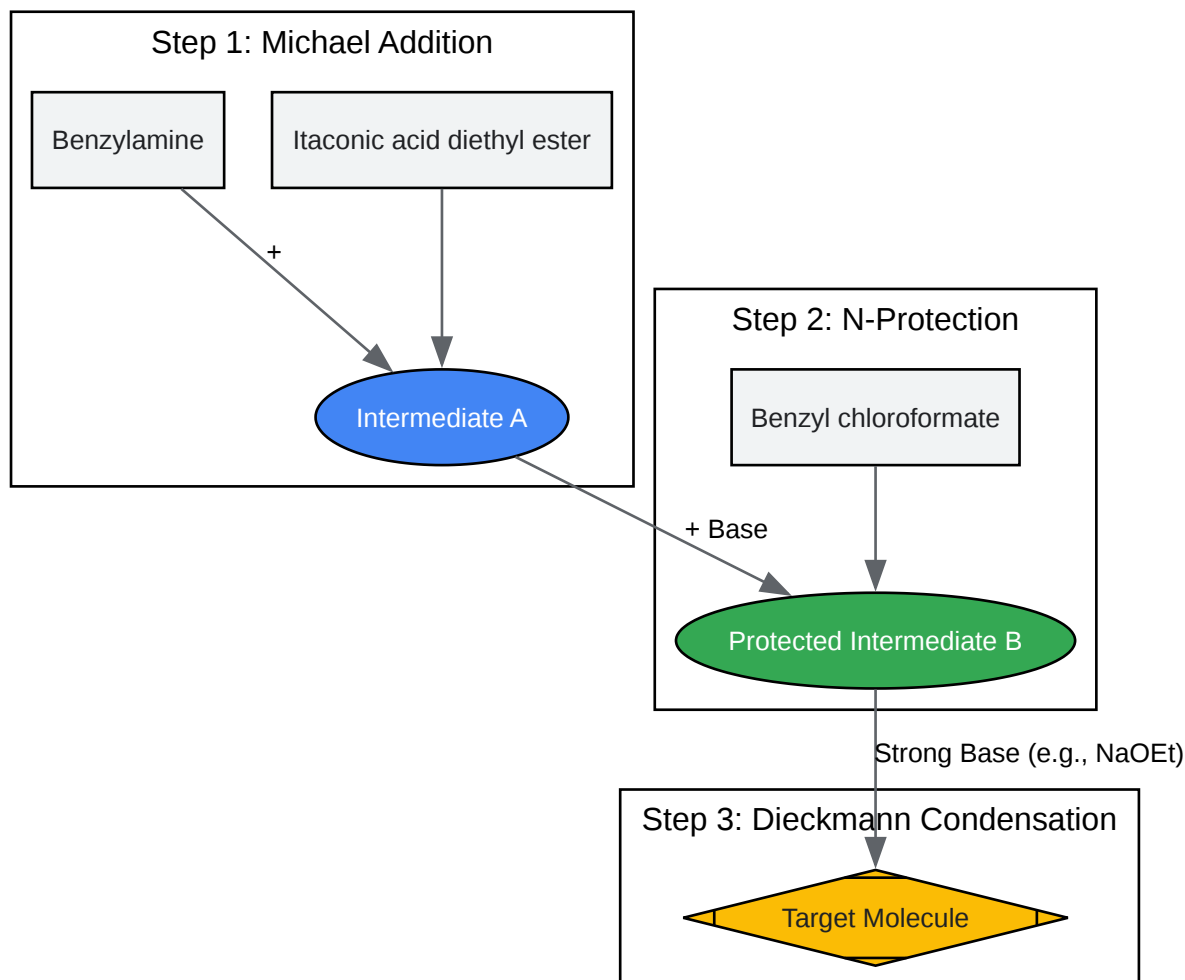 Step 1: Michael Addition
Benzylamine
Itaconic acid diethyl ester
+
Intermediate A
Step 2: N-Protection
Benzyl chloroformate
+ Base
Protected Intermediate B
Strong Base (e.g., NaOEt)
Step 3: Dieckmann Condensation
Target Molecule